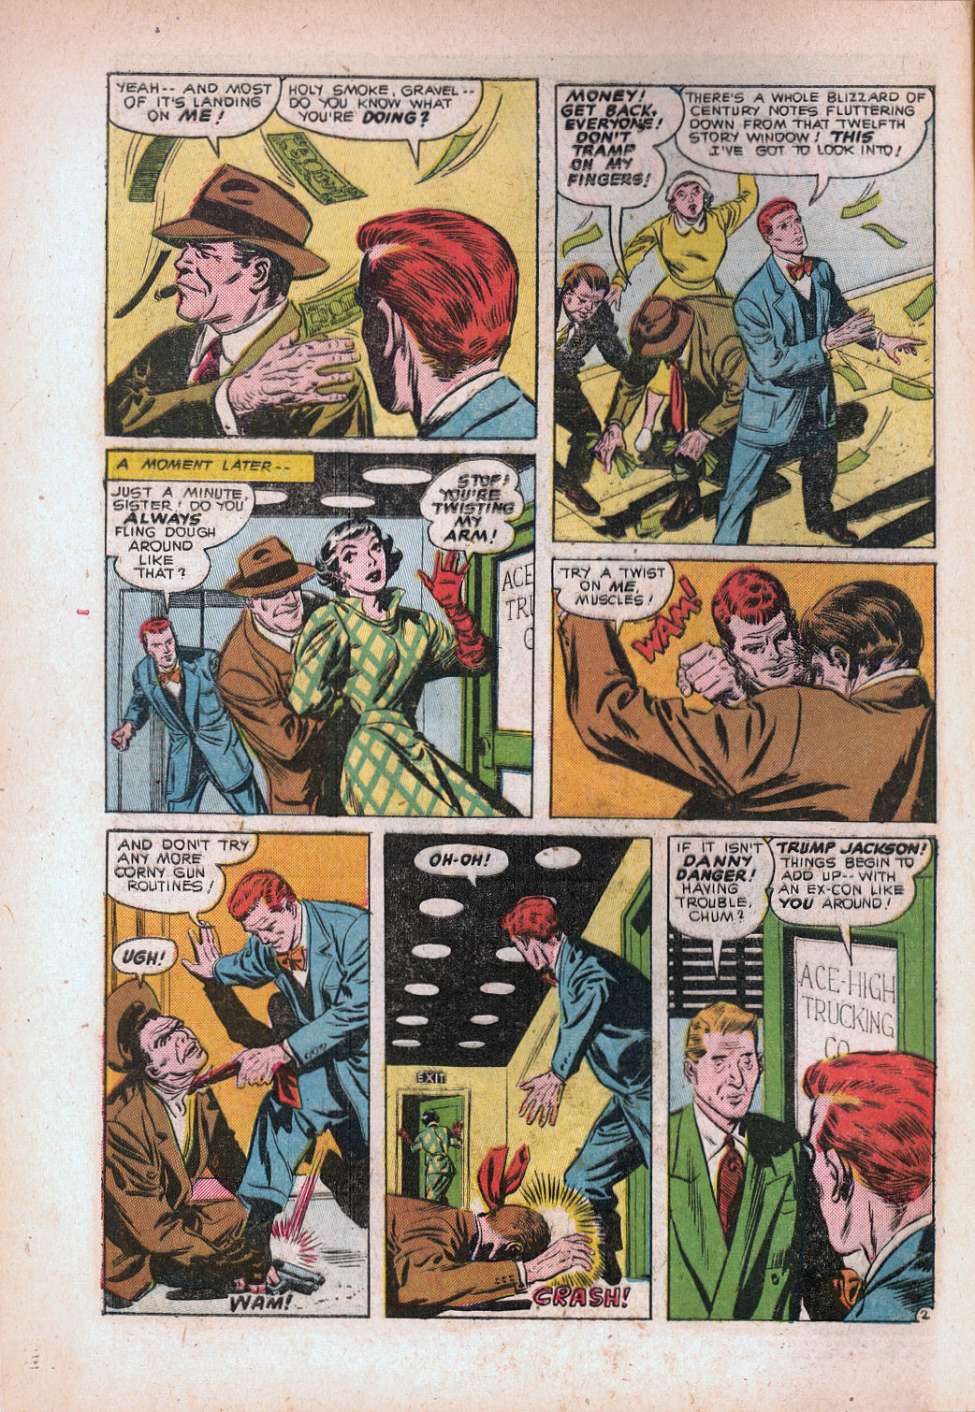 YEAH-- AND MOST
OF IT'S LANDING
ON ME!
HOLY SMOKE, GRAVEL--
DO YOU KNOW WHAT
YOU'RE DOING?
MONEY!
GET BACK,
EVERYONE!
DON'T
TRAMP
ON MY
FINGERS!
THERE'S A WHOLE BLIZZARD OF
CENTURY NOTES FLUTTERING
DOWN FROM THAT TWELFTH
STORY WINDOW! THIS
I'VE GOT TO LOOK INTO!
A MOMENT LATER--
JUST A MINUTE,
SISTER! DO YOU
ALWAYS
FLING DOUGH
AROUND
LIKE
THAT?
STOP!
YOU'RE
TWISTING
MY
ARM!
ACE
TRU
C
TRY A TWIST
ON ME,
MUSCLES!
WAM!
AND DON'T TRY
ANY MORE
CORNY GUN
ROUTINES!
UGH!
WAM!
OH-OH!
EXIT
CRASH!
IF IT ISN'T
DANNY
DANGER!
HAVING
TROUBLE,
CHUM?
TRUMP JACKSON!
THINGS BEGIN TO
ADD UP-- WITH
AN EX-CON LIKE
YOU AROUND!
ACE-HIGH
TRUCKING
CO
2